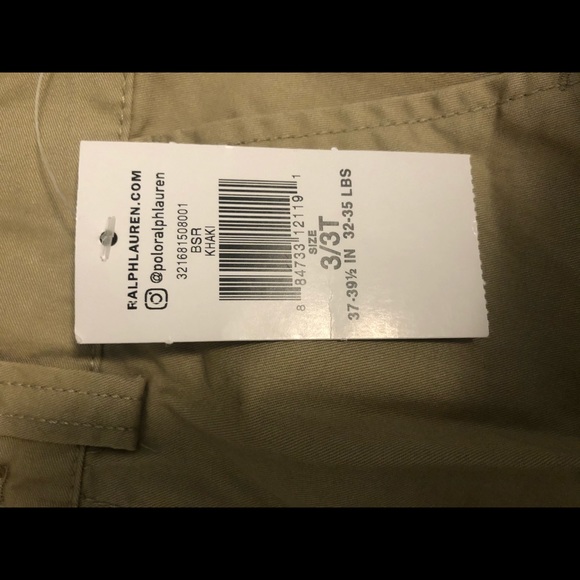 RALPHLAUREN.COM
@poloralphlauren
321681508001
BSR
KHAKI
8 84733 12119 1
SIZE
3/3T
37-39½ IN 32-35 LBS